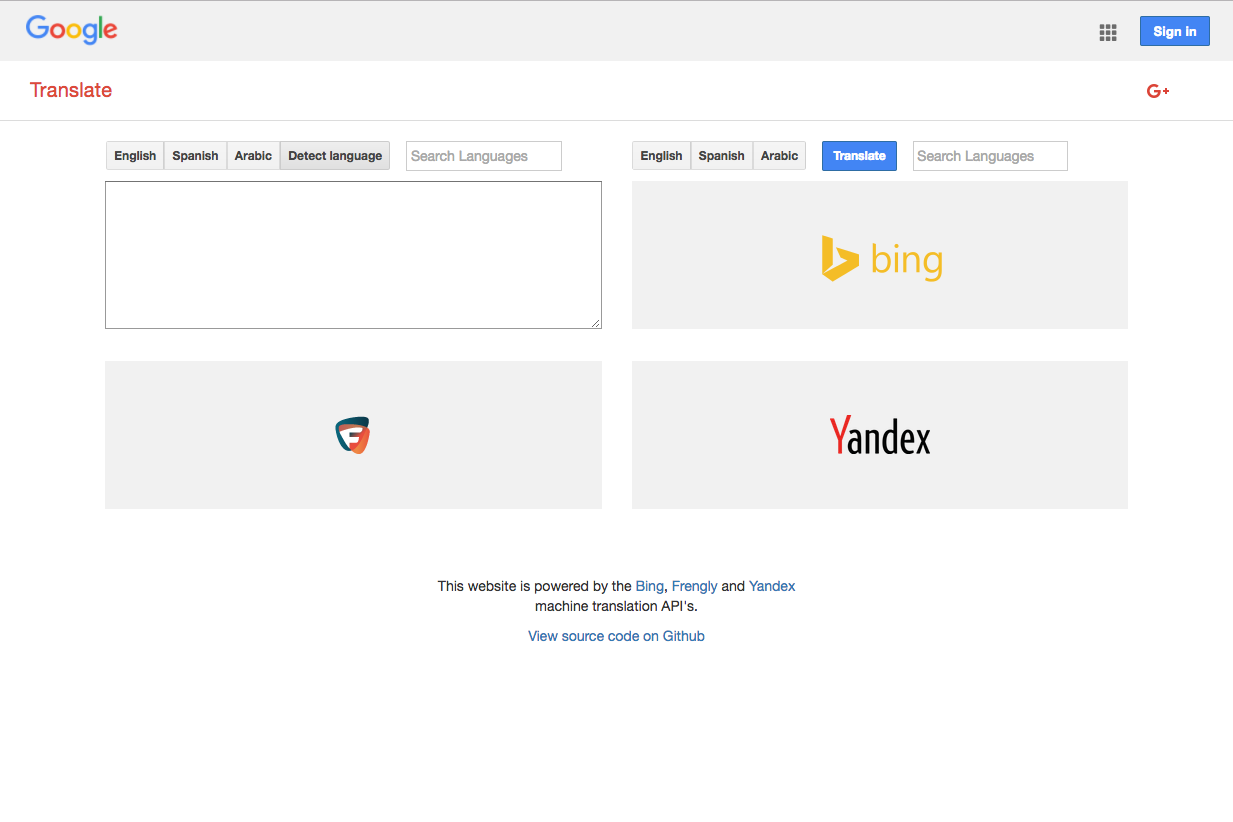 Google
Sign in
Translate
G+
English Spanish Arabic Detect language Search Languages
English Spanish Arabic Translate Search Languages
bing
F
Yandex
This website is powered by the Bing, Frengly and Yandex
machine translation API's.
View source code on Github